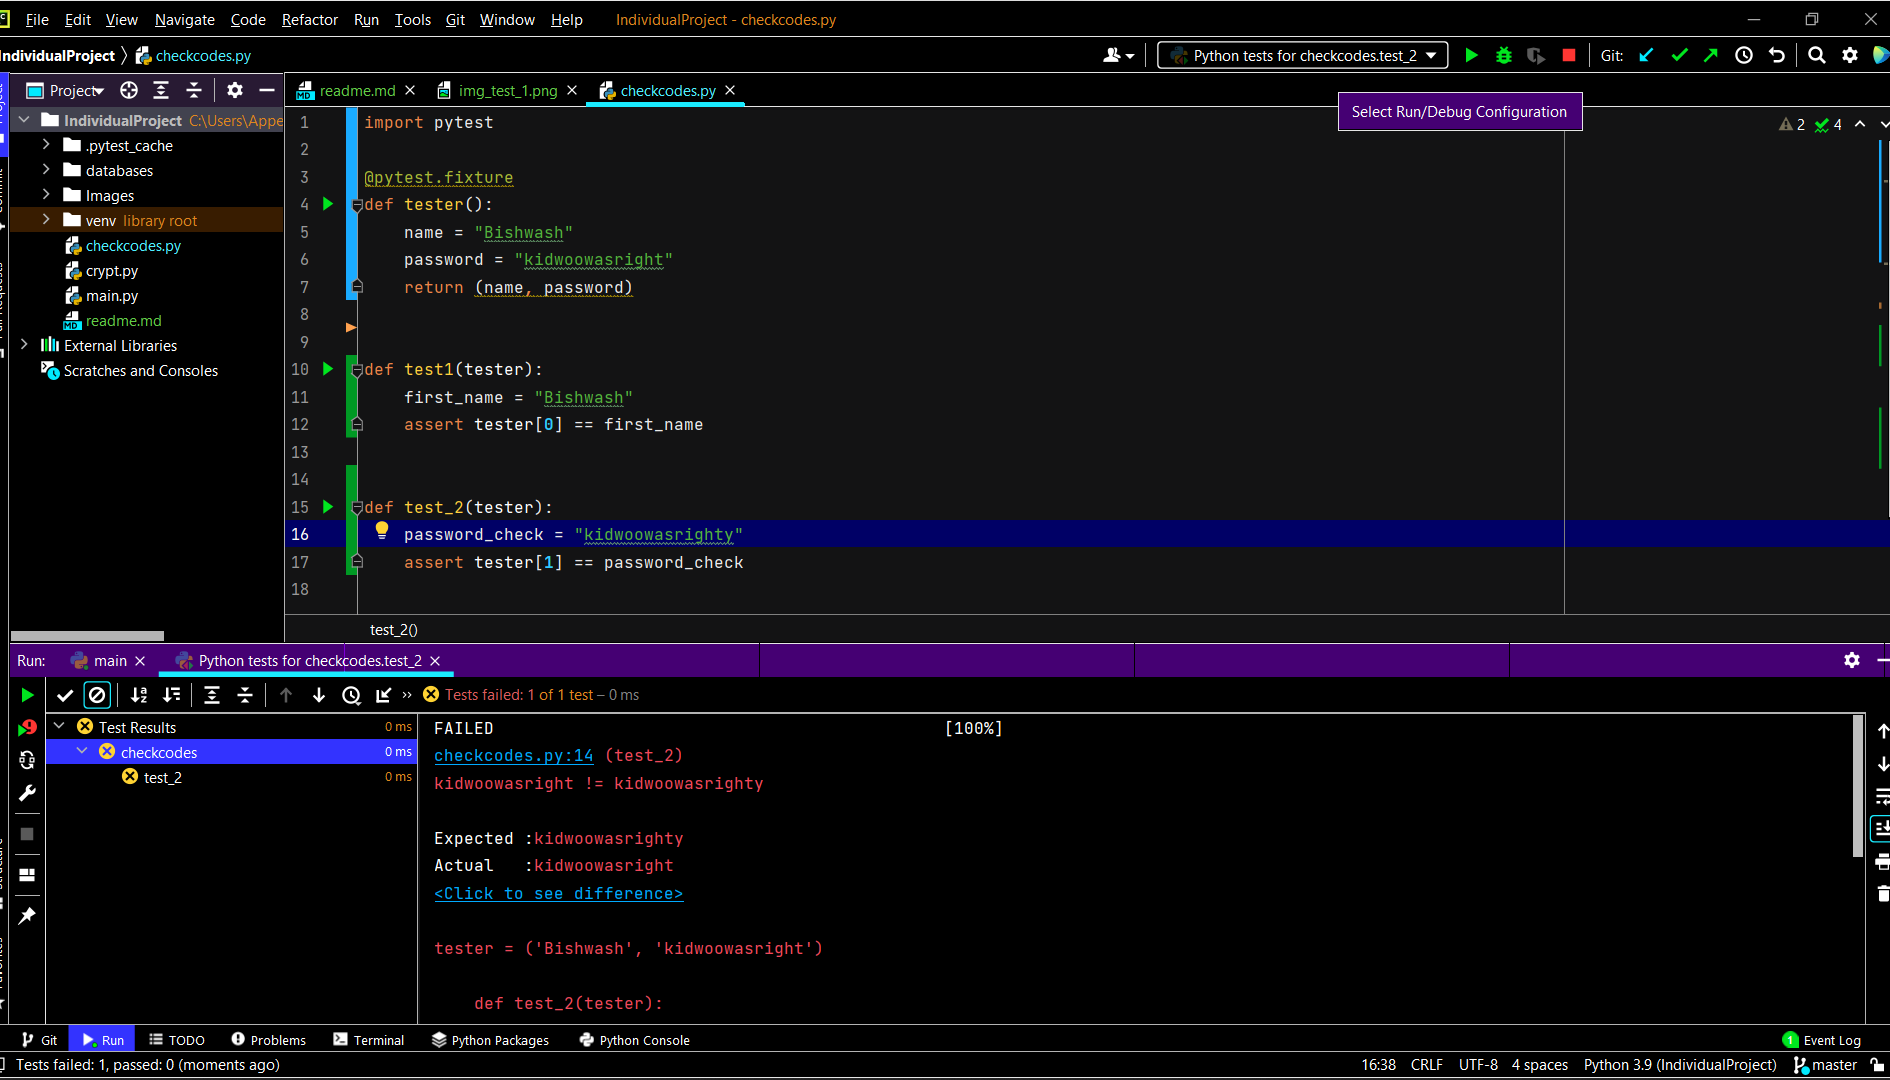 File Edit View Navigate Code Refactor Run Tools Git Window Help IndividualProject - checkcodes.py
IndividualProject checkcodes.py Python tests for checkcodes.test_2 Git:
Project readme.md img_test_1.png checkcodes.py
Select Run/Debug Configuration
2 4
IndividualProject C:\Users\Appe
.pytest_cache
databases
Images
venv library root
checkcodes.py
crypt.py
main.py
readme.md
External Libraries
Scratches and Consoles
1 import pytest
2
3 @pytest.fixture
4 def tester():
5 name = "Bishwash"
6 password = "kidwoowasright"
7 return (name, password)
8
9
10 def test1(tester):
11 first_name = "Bishwash"
12 assert tester[0] == first_name
13
14
15 def test_2(tester):
16 password_check = "kidwoowasrighty"
17 assert tester[1] == password_check
18
test_2()
Run: main Python tests for checkcodes.test_2
Tests failed: 1 of 1 test – 0 ms
Test Results 0 ms
checkcodes 0 ms
test_2 0 ms
FAILED [100%]
checkcodes.py:14 (test_2)
kidwoowasright != kidwoowasrighty
Expected :kidwoowasrighty
Actual :kidwoowasright
<Click to see difference>
tester = ('Bishwash', 'kidwoowasright')
def test_2(tester):
Git Run TODO Problems Terminal Python Packages Python Console 1 Event Log
Tests failed: 1, passed: 0 (moments ago) 16:38 CRLF UTF-8 4 spaces Python 3.9 (IndividualProject) master